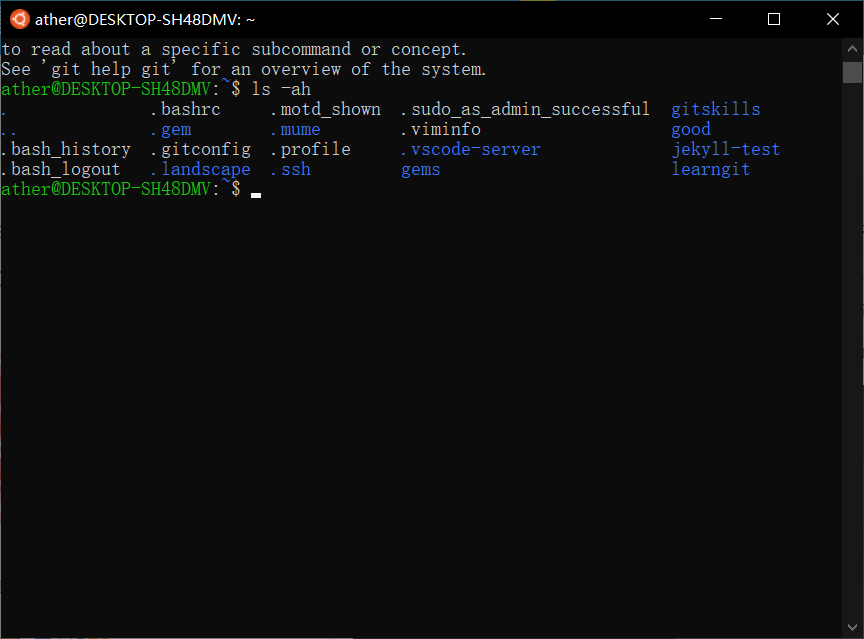 ather@DESKTOP-SH48DMV: ~
to read about a specific subcommand or concept.
See 'git help git' for an overview of the system.
ather@DESKTOP-SH48DMV:~$ ls -ah
. .bashrc .motd_shown .sudo_as_admin_successful gitskills
.. .gem .mume .viminfo good
.bash_history .gitconfig .profile .vscode-server jekyll-test
.bash_logout .landscape .ssh gems learngit
ather@DESKTOP-SH48DMV:~$